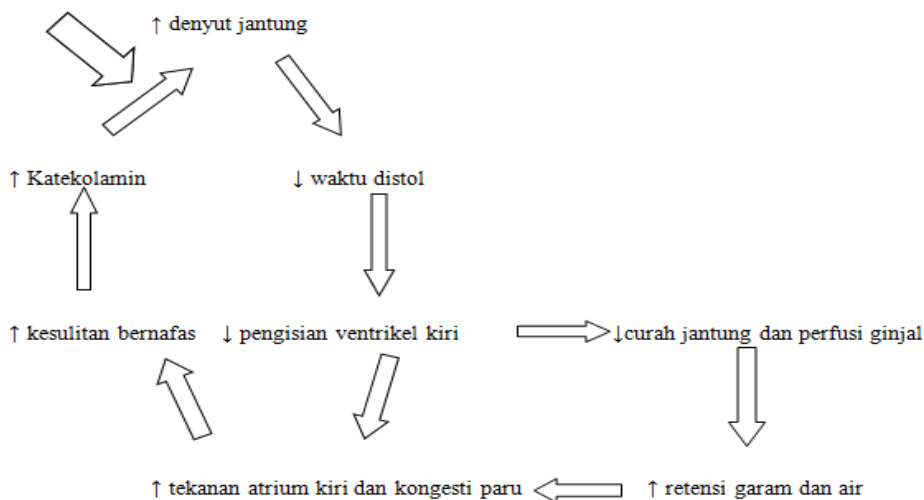 ↑ denyut jantung
↑ Katekolamin
↓ waktu distol
↑ kesulitan bernafas
↓ pengisian ventrikel kiri
↓curah jantung dan perfusi ginjal
↑ tekanan atrium kiri dan kongesti paru
↑ retensi garam dan air